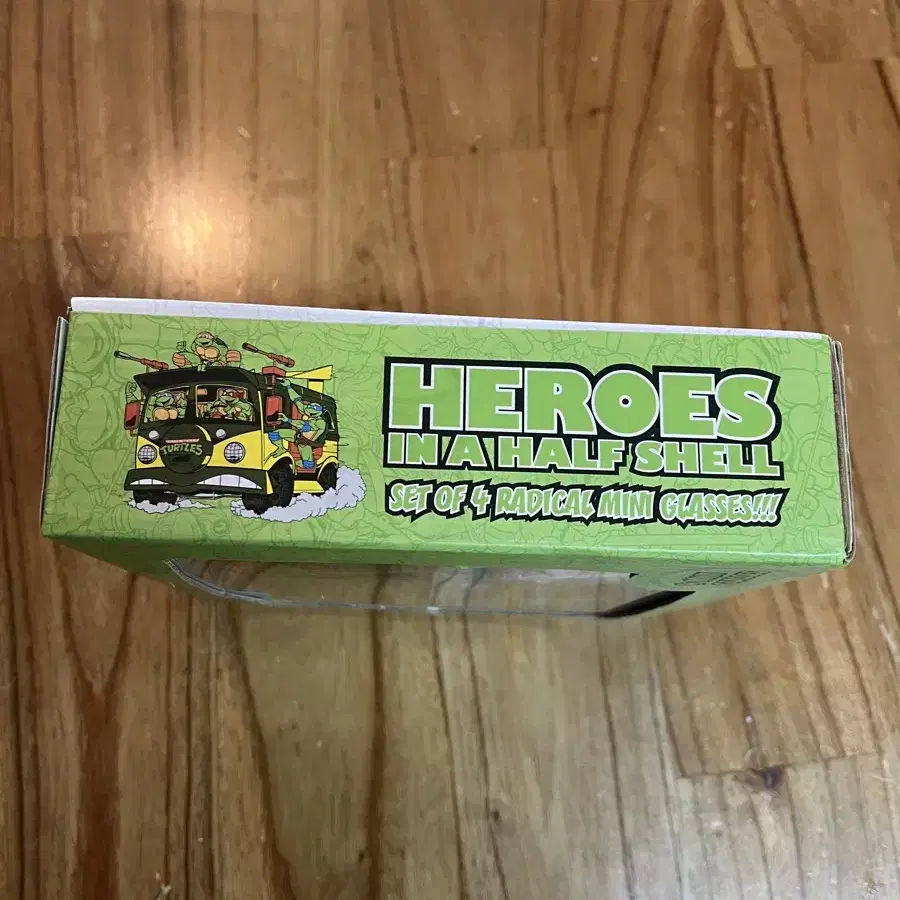 TURTLES
HEROES
IN A HALF SHELL
SET OF 4 RADICAL MINI GLASSES!!!